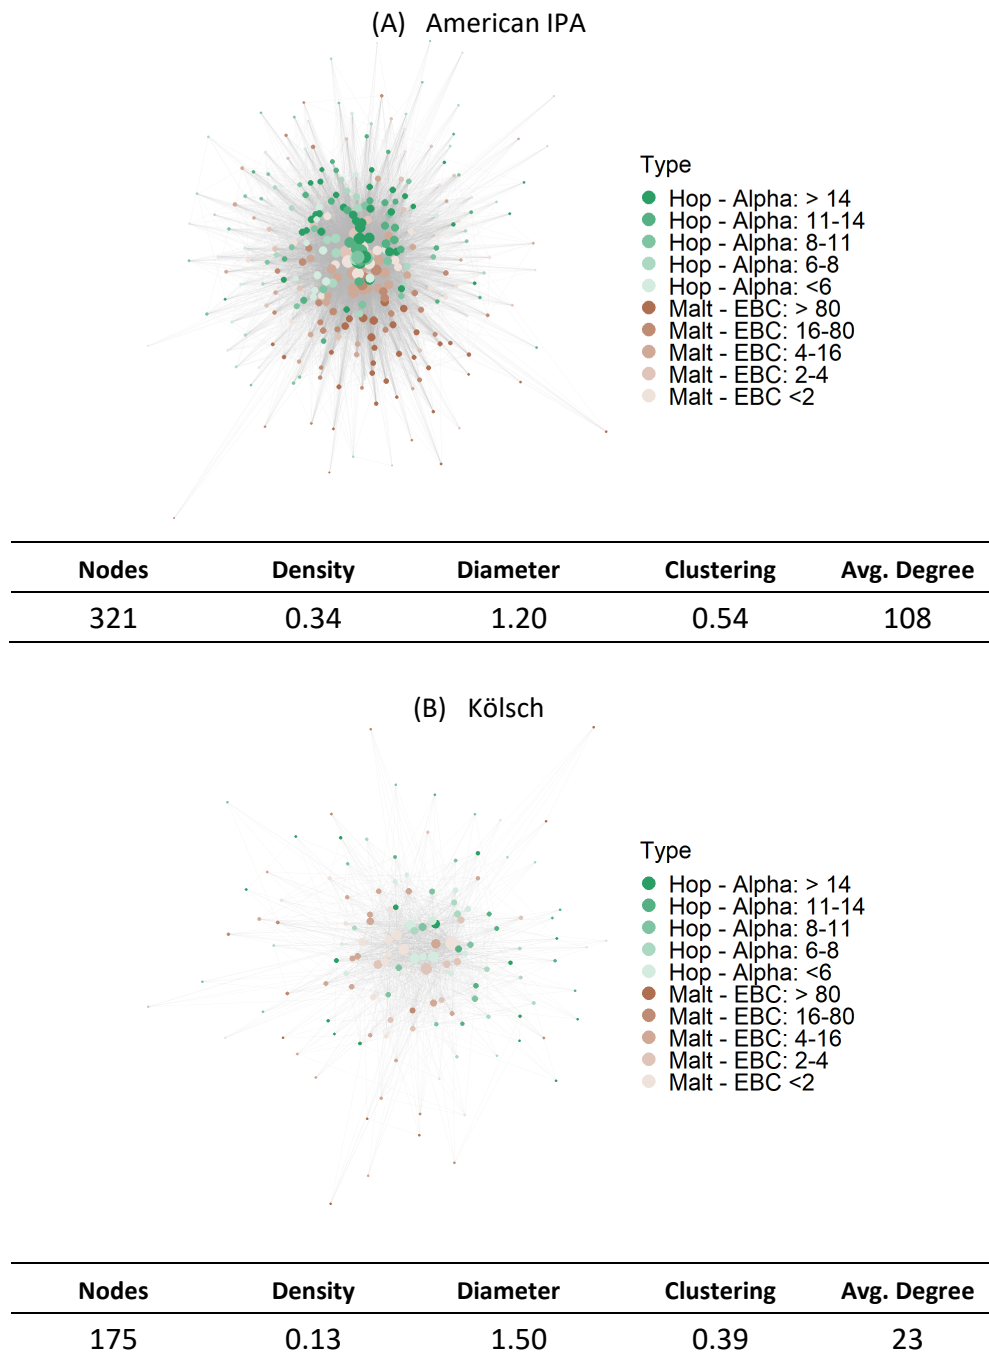 (A) American IPA
Type
Hop - Alpha: > 14
Hop - Alpha: 11-14
Hop - Alpha: 8-11
Hop - Alpha: 6-8
Hop - Alpha: <6
Malt - EBC: > 80
Malt - EBC: 16-80
Malt - EBC: 4-16
Malt - EBC: 2-4
Malt - EBC <2
Nodes Density Diameter Clustering Avg. Degree
321 0.34 1.20 0.54 108
(B) Kölsch
Type
Hop - Alpha: > 14
Hop - Alpha: 11-14
Hop - Alpha: 8-11
Hop - Alpha: 6-8
Hop - Alpha: <6
Malt - EBC: > 80
Malt - EBC: 16-80
Malt - EBC: 4-16
Malt - EBC: 2-4
Malt - EBC <2
Nodes Density Diameter Clustering Avg. Degree
175 0.13 1.50 0.39 23